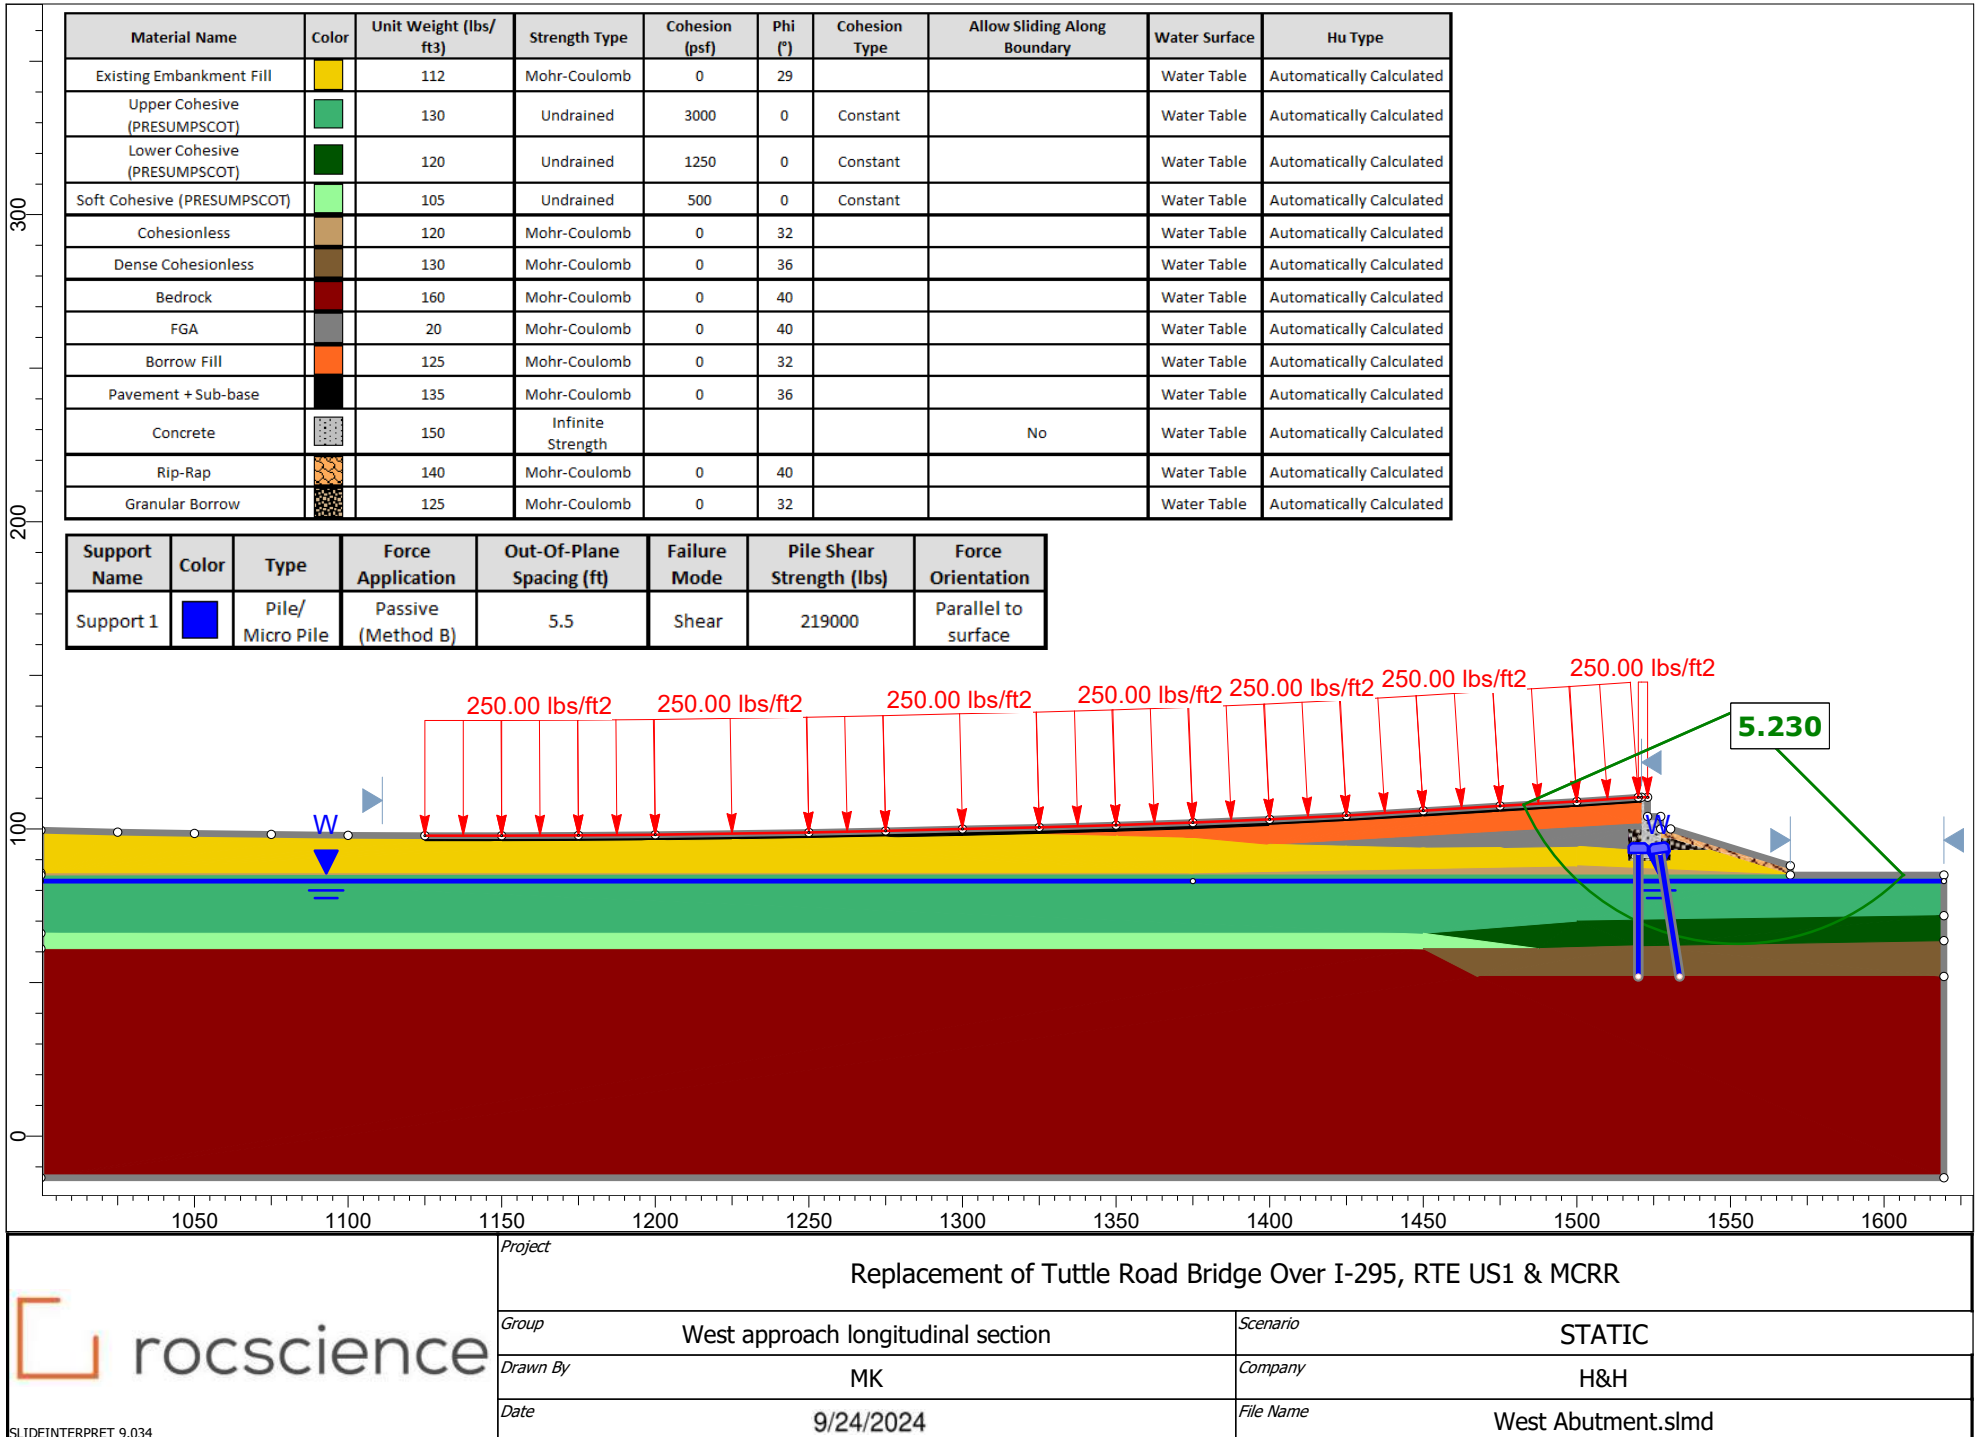 Material Name Color Unit Weight (lbs/ft3) Strength Type Cohesion (psf) Phi (°) Cohesion Type Allow Sliding Along Boundary Water Surface Hu Type
Existing Embankment Fill 112 Mohr-Coulomb 0 29 Water Table Automatically Calculated
Upper Cohesive (PRESUMPSCOT) 130 Undrained 3000 0 Constant Water Table Automatically Calculated
Lower Cohesive (PRESUMPSCOT) 120 Undrained 1250 0 Constant Water Table Automatically Calculated
Soft Cohesive (PRESUMPSCOT) 105 Undrained 500 0 Constant Water Table Automatically Calculated
Cohesionless 120 Mohr-Coulomb 0 32 Water Table Automatically Calculated
Dense Cohesionless 130 Mohr-Coulomb 0 36 Water Table Automatically Calculated
Bedrock 160 Mohr-Coulomb 0 40 Water Table Automatically Calculated
FGA 20 Mohr-Coulomb 0 40 Water Table Automatically Calculated
Borrow Fill 125 Mohr-Coulomb 0 32 Water Table Automatically Calculated
Pavement + Sub-base 135 Mohr-Coulomb 0 36 Water Table Automatically Calculated
Concrete 150 Infinite Strength No Water Table Automatically Calculated
Rip-Rap 140 Mohr-Coulomb 0 40 Water Table Automatically Calculated
Granular Borrow 125 Mohr-Coulomb 0 32 Water Table Automatically Calculated
Support Name Color Type Force Application Out-Of-Plane Spacing (ft) Failure Mode Pile Shear Strength (lbs) Force Orientation
Support 1 Pile/ Micro Pile Passive (Method B) 5.5 Shear 219000 Parallel to surface
300
200
100
0
250.00 lbs/ft2
250.00 lbs/ft2
250.00 lbs/ft2
250.00 lbs/ft2
250.00 lbs/ft2
250.00 lbs/ft2
250.00 lbs/ft2
5.230
W
W
1050 1100 1150 1200 1250 1300 1350 1400 1450 1500 1550 1600
rocscience
SLIDEINTERPRET 9.034
Project
Replacement of Tuttle Road Bridge Over I-295, RTE US1 & MCRR
Group
West approach longitudinal section
Scenario
STATIC
Drawn By
MK
Company
H&H
Date
9/24/2024
File Name
West Abutment.slmd